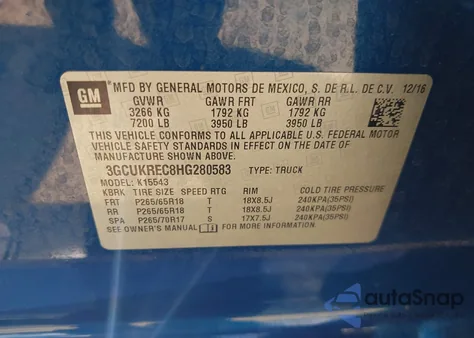 GM
MFD BY GENERAL MOTORS DE MEXICO, S. DE R.L. DE C.V. 12/16
GVWR GAWR FRT GAWR RR
3266 KG 1792 KG 1792 KG
7200 LB 3950 LB 3950 LB
THIS VEHICLE CONFORMS TO ALL APPLICABLE U.S. FEDERAL MOTOR
VEHICLE SAFETY STANDARDS IN EFFECT ON THE DATE OF
MANUFACTURE SHOWN ABOVE.
3GCUKREC8HG280583 TYPE: TRUCK
MODEL: K15543
BKRK TIRE SIZE SPEED RTG RIM COLD TIRE PRESSURE
FRT P265/65R18 T 18X8.5J 240KPA(35PSI)
RR P265/65R18 T 18X8.5J 240KPA(35PSI)
SPA P265/70R17 S 17X7.5J 240KPA(35PSI)
SEE OWNER'S MANUAL FOR MORE INFORMATION.
autoSnap